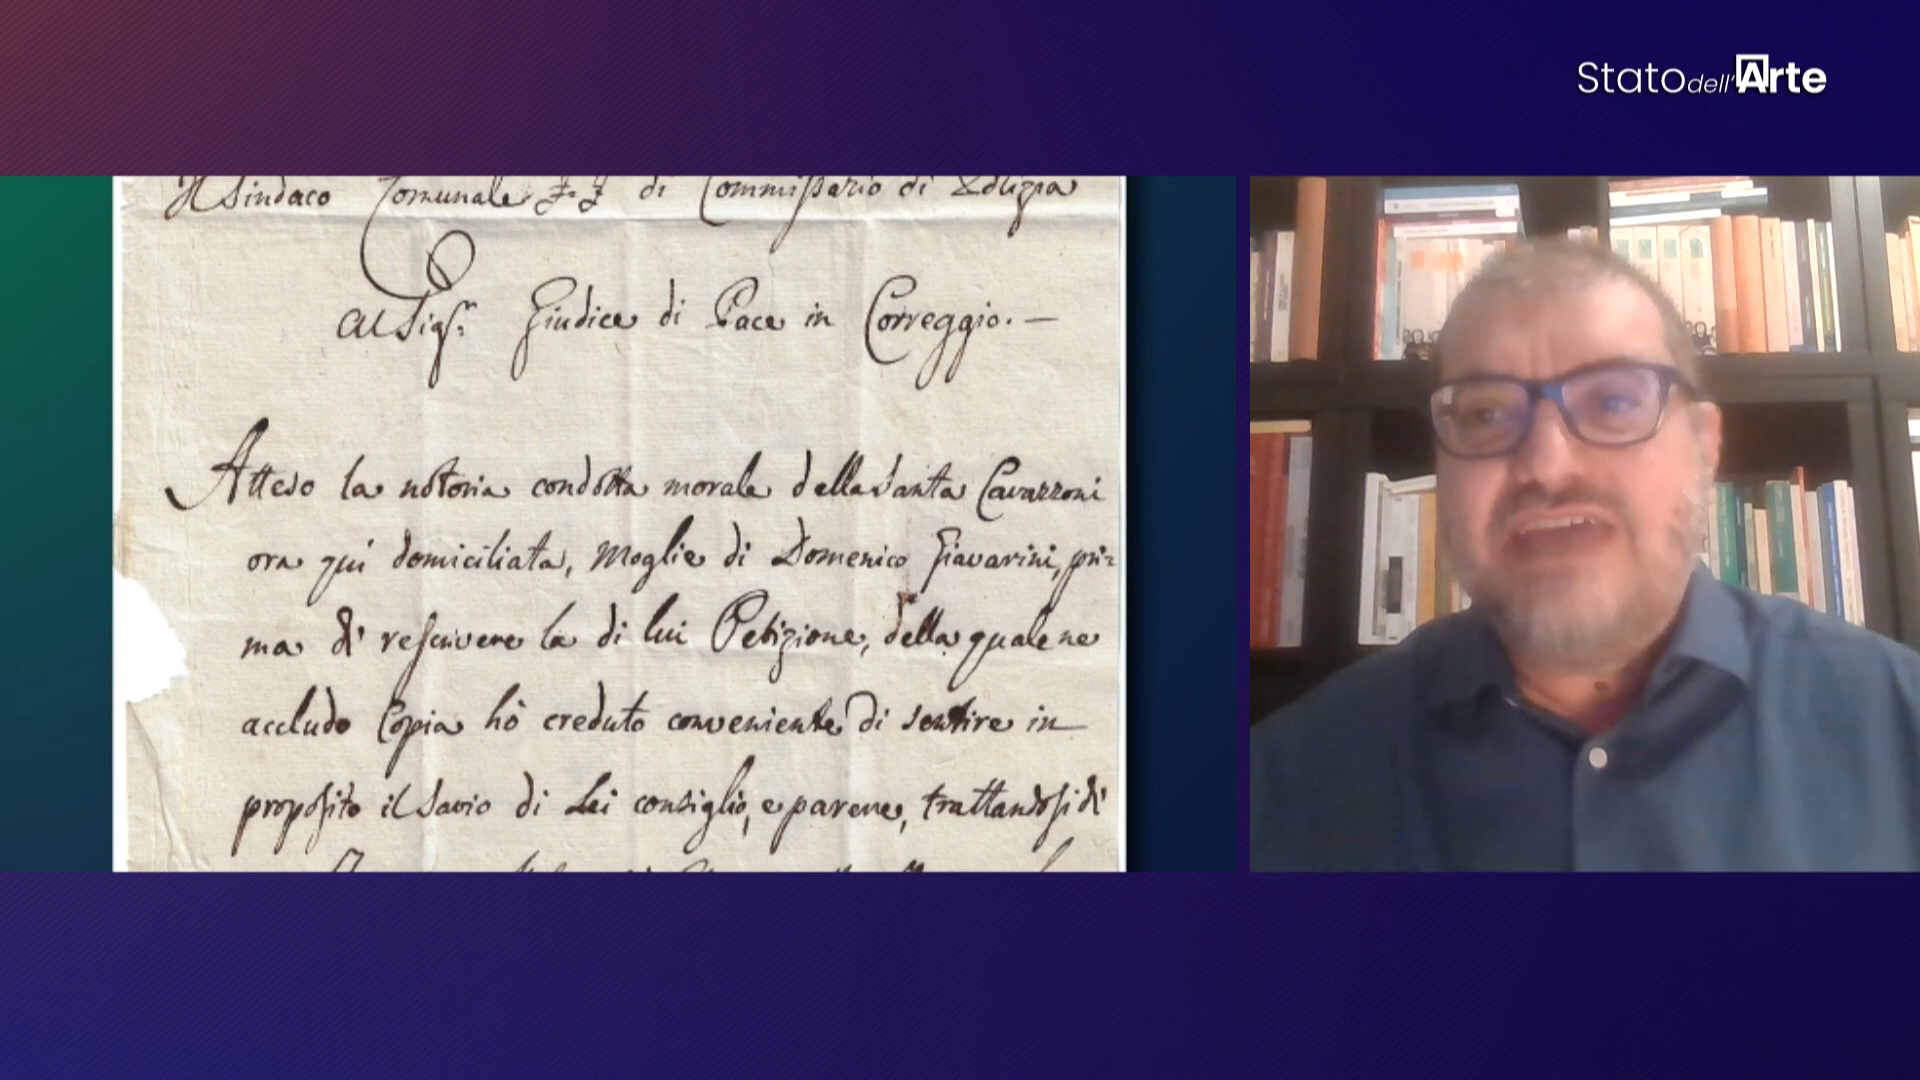 Stato dell'Arte
Il Sindaco Comunale F.F. di Commissario di Polizia
Al Sigr. Giudice di Pace in Correggio. —
Atteso la notoria condotta morale della Santa Cavazzoni
ora qui domiciliata, Moglie di Domenico Giavarini, pri=
ma di rescrivere la di lui Petizione, della quale ne
accludo Copia hò creduto conveniente di sentire in
proposito il Savio di Lei consiglio, e parere, trattandosi di